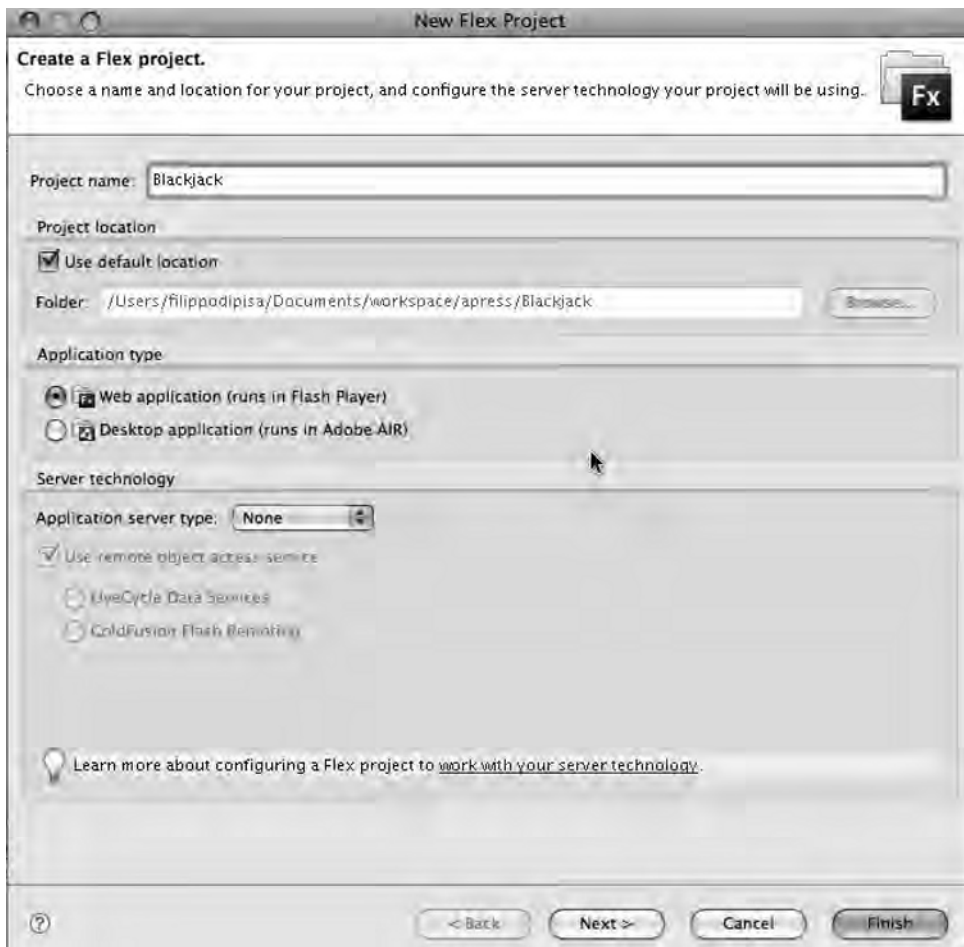 New Flex Project
Create a Flex project.
Choose a name and location for your project, and configure the server technology your project will be using.
Fx
Project name: Blackjack
Project location
Use default location
Folder: /Users/filippodipisa/Documents/workspace/apress/Blackjack
Browse...
Application type
Web application (runs in Flash Player)
Desktop application (runs in Adobe AIR)
Server technology
Application server type: None
Use remote object access service
LiveCycle Data Services
ColdFusion Flash Remoting
Learn more about configuring a Flex project to work with your server technology.
? < Back Next > Cancel Finish